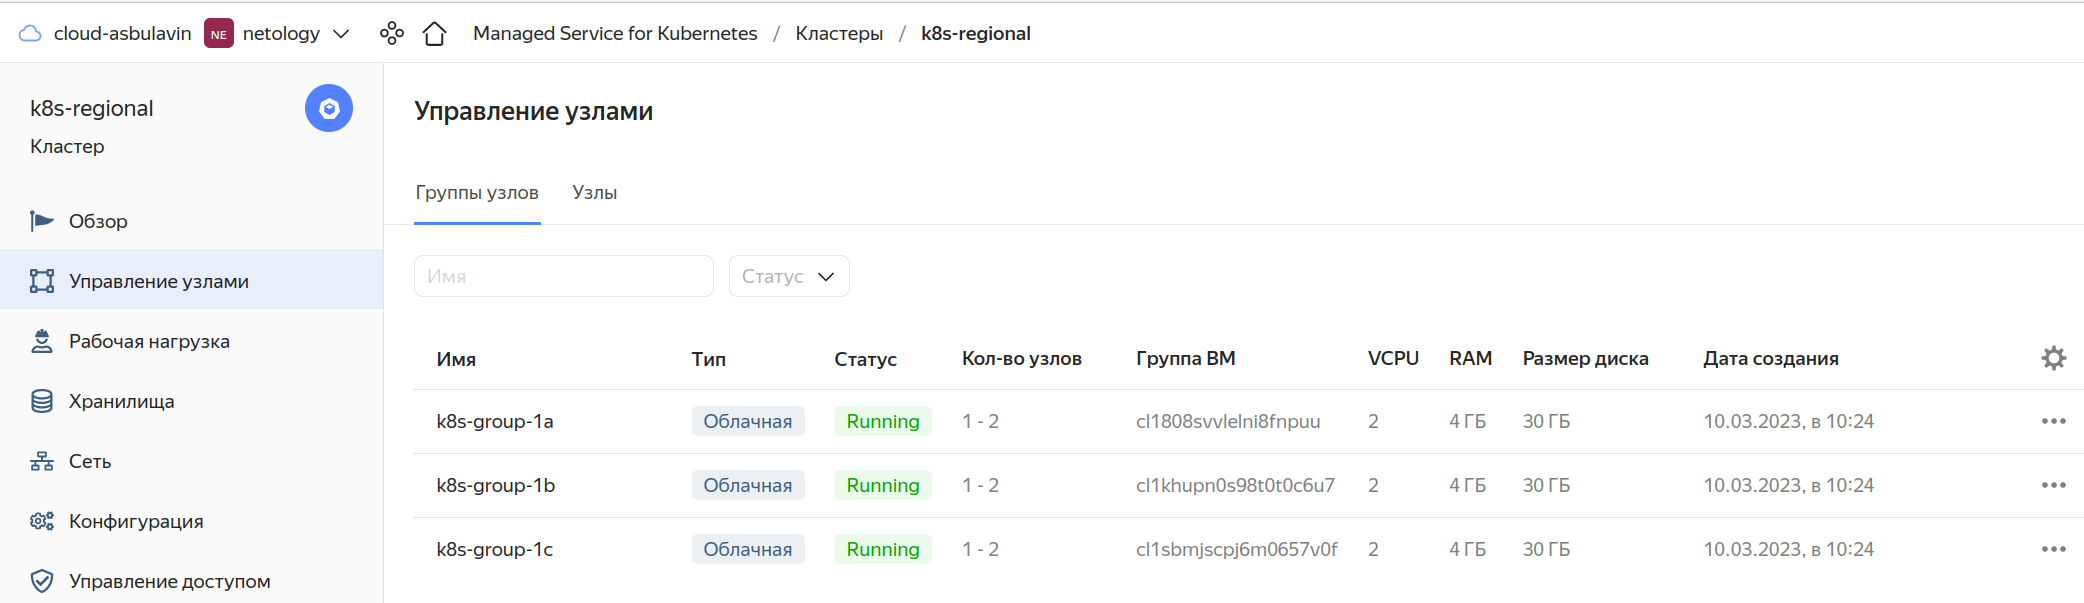 cloud-asbulavin NE netology Managed Service for Kubernetes / Кластеры / k8s-regional
k8s-regional
Кластер
Обзор
Управление узлами
Рабочая нагрузка
Хранилища
Сеть
Конфигурация
Управление доступом
Управление узлами
Группы узлов Узлы
Имя Статус
Имя Тип Статус Кол-во узлов Группа ВМ VCPU RAM Размер диска Дата создания
k8s-group-1a Облачная Running 1 - 2 cl1808svvlelni8fnpuu 2 4 ГБ 30 ГБ 10.03.2023, в 10:24
k8s-group-1b Облачная Running 1 - 2 cl1khupn0s98t0t0c6u7 2 4 ГБ 30 ГБ 10.03.2023, в 10:24
k8s-group-1c Облачная Running 1 - 2 cl1sbmjscpj6m0657v0f 2 4 ГБ 30 ГБ 10.03.2023, в 10:24